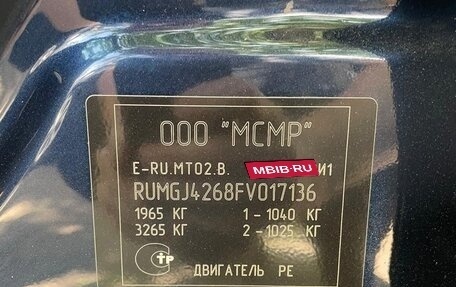 ООО "МСМР"
E-RU.MT02.B. MBIB.RU И1
RUMGJ4268FV017136
1965 КГ 1 - 1040 КГ
3265 КГ 2 - 1025 КГ
ДВИГАТЕЛЬ PE